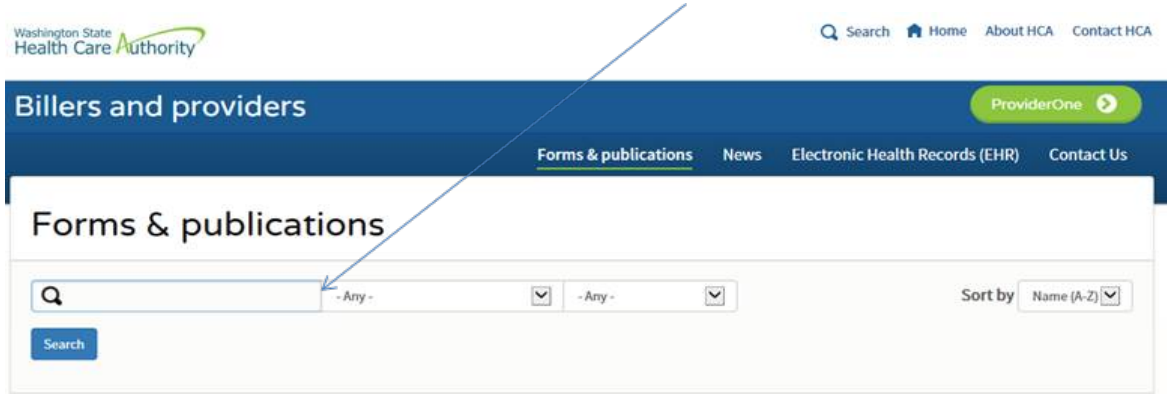 Washington State
Health Care Authority
Search Home About HCA Contact HCA
Billers and providers
ProviderOne
Forms & publications News Electronic Health Records (EHR) Contact Us
Forms & publications
- Any - - Any - Sort by Name (A-Z)
Search